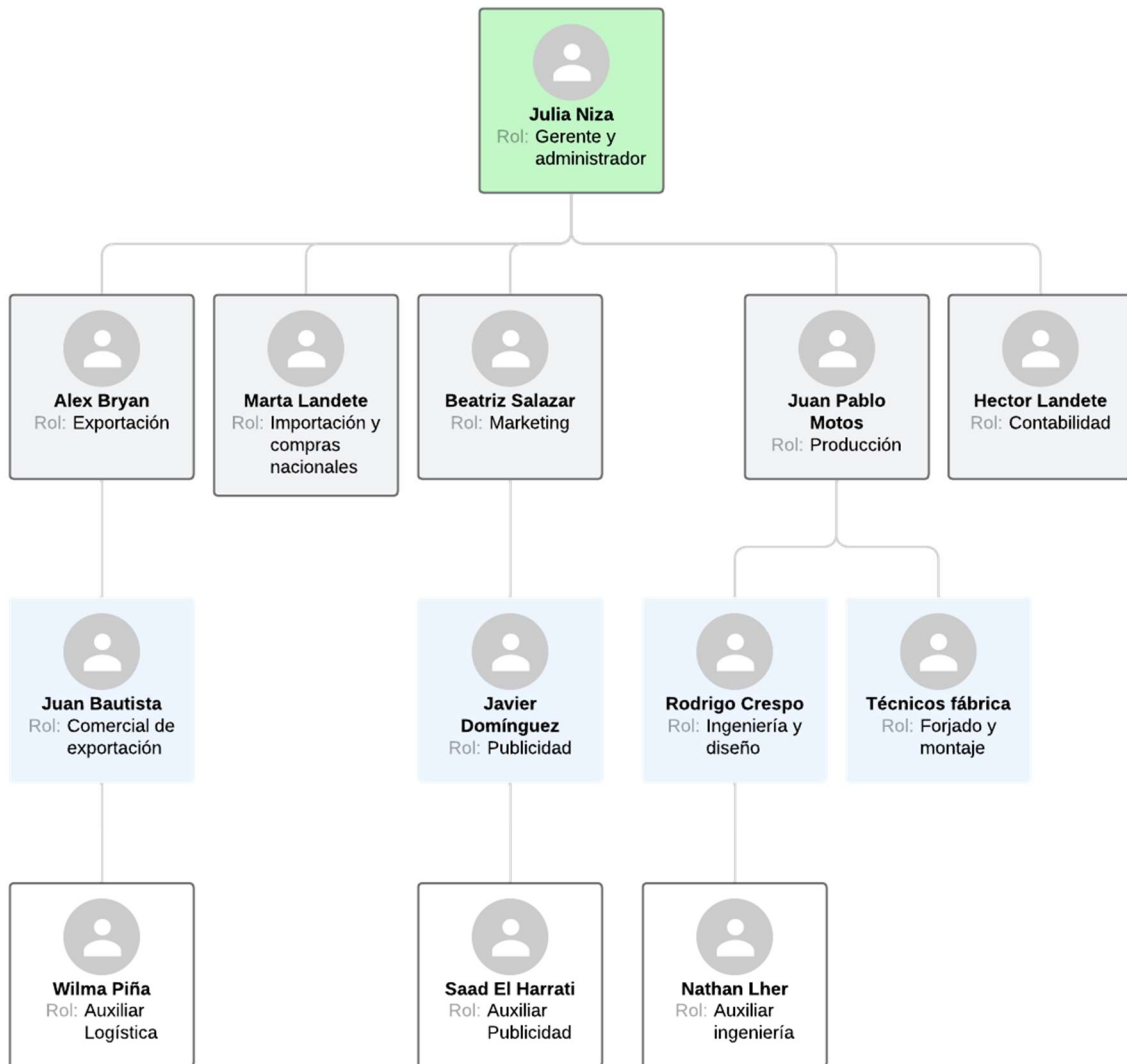 Julia Niza
Rol: Gerente y
administrador
Alex Bryan
Rol: Exportación
Marta Landete
Rol: Importación y
compras
nacionales
Beatriz Salazar
Rol: Marketing
Juan Pablo
Motos
Rol: Producción
Hector Landete
Rol: Contabilidad
Juan Bautista
Rol: Comercial de
exportación
Javier
Domínguez
Rol: Publicidad
Rodrigo Crespo
Rol: Ingeniería y
diseño
Técnicos fábrica
Rol: Forjado y
montaje
Wilma Piña
Rol: Auxiliar
Logística
Saad El Harrati
Rol: Auxiliar
Publicidad
Nathan Lher
Rol: Auxiliar
ingeniería